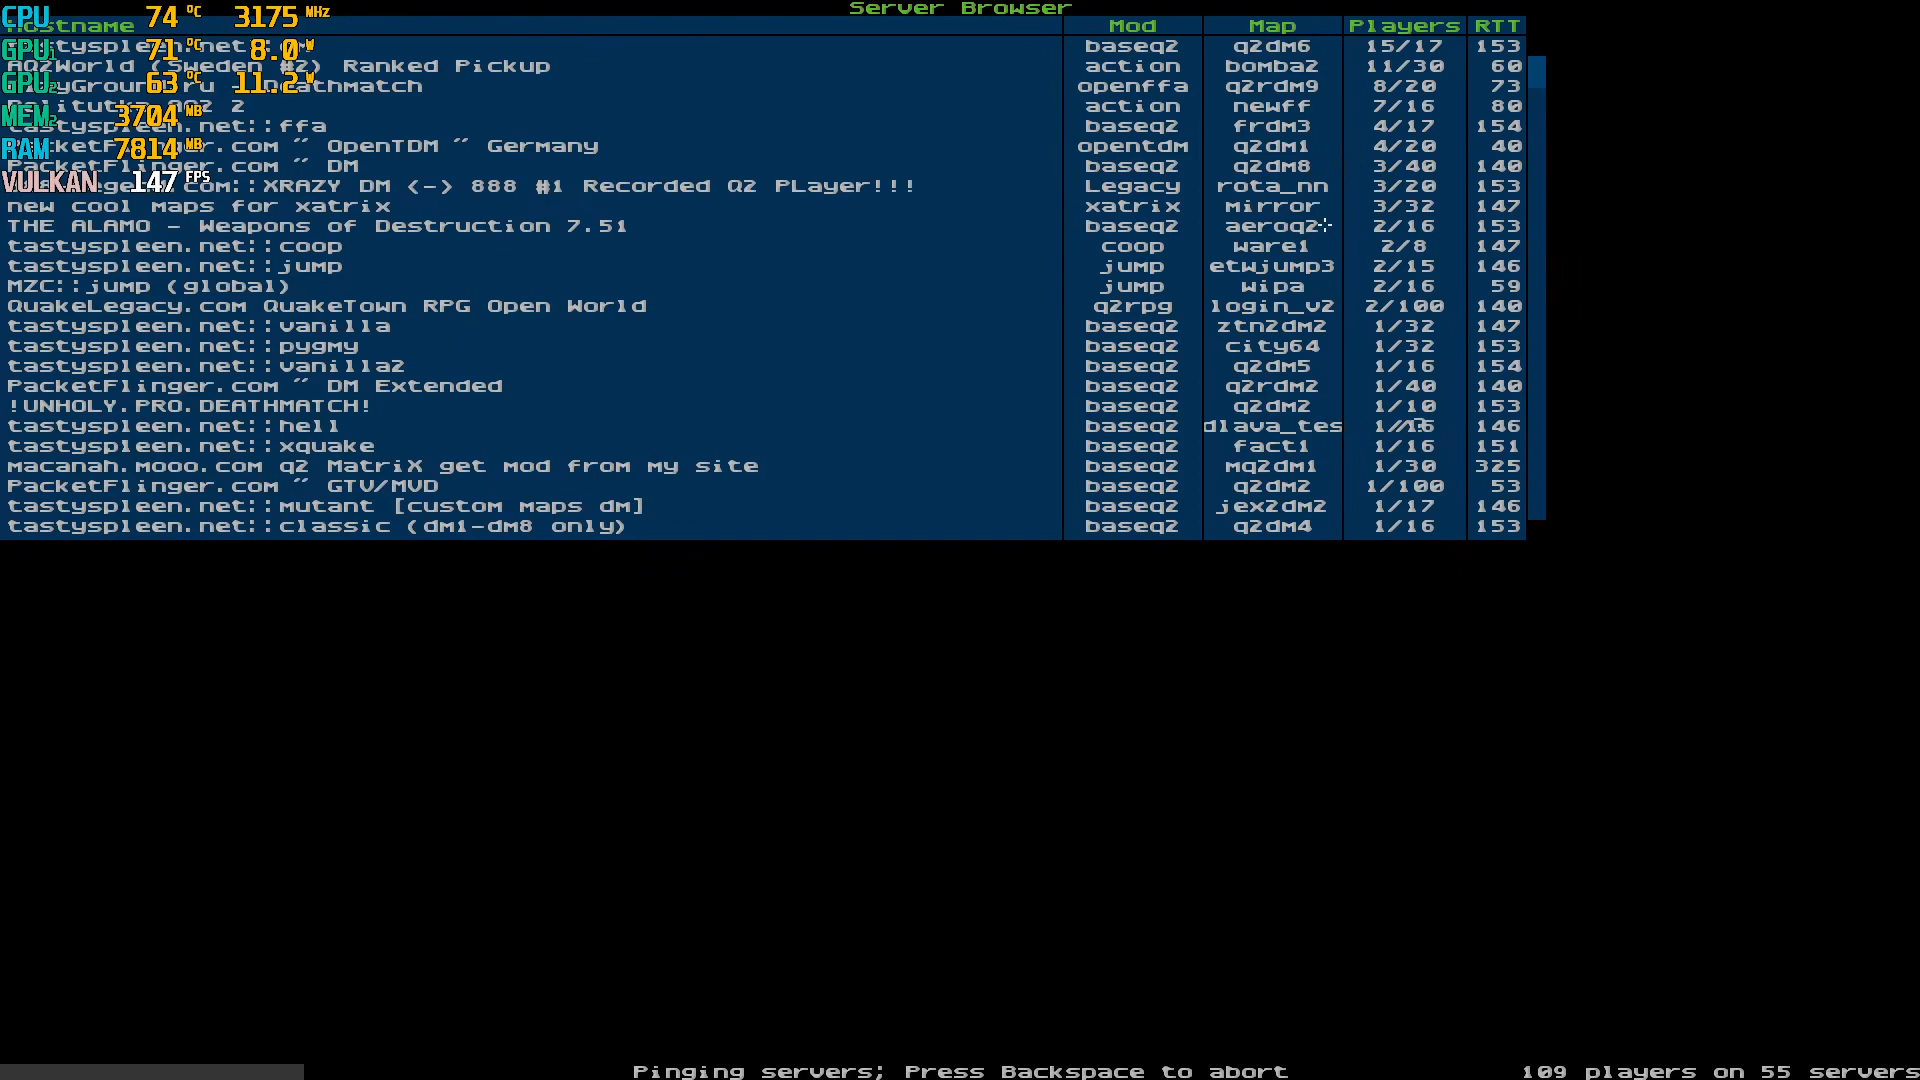 Server Browser
Hostname Mod Map Players RTT
tastyspleen.net:: baseq2 q2dm6 15/17 153
AQ2World (Sweden #2) Ranked Pickup action bomba2 11/30 60
Deathmatch openffa q2rdm9 8/20 73
2 action newff 7/16 80
tastyspleen.net::ffa baseq2 frdm3 4/17 154
PacketFlinger.com ~ OpenTDM ~ Germany opentdm q2dm1 4/20 40
PacketFlinger.com ~ DM baseq2 q2dm8 3/40 140
.com::XRAZY DM (-) 888 #1 Recorded Q2 PLayer!!! Legacy rota_nn 3/20 153
new cool maps for xatrix xatrix mirror 3/32 147
THE ALAMO - Weapons of Destruction 7.51 baseq2 aeroq2 2/16 153
tastyspleen.net::coop coop ware1 2/8 147
tastyspleen.net::jump jump etwjump3 2/15 146
MZC::jump (global) jump wipa 2/16 59
QuakeLegacy.com QuakeTown RPG Open World q2rpg login_v2 2/100 140
tastyspleen.net::vanilla baseq2 ztn2dm2 1/32 147
tastyspleen.net::pygmy baseq2 city64 1/32 153
tastyspleen.net::vanilla2 baseq2 q2dm5 1/16 154
PacketFlinger.com ~ DM Extended baseq2 q2rdm2 1/40 140
!UNHOLY.PRO.DEATHMATCH! baseq2 q2dm2 1/10 153
tastyspleen.net::hell baseq2 dlava_tes 146
tastyspleen.net::xquake baseq2 fact1 1/16 151
macanah.mooo.com q2 MatriX get mod from my site baseq2 mq2dm1 1/30 325
PacketFlinger.com ~ GTV/MVD baseq2 q2dm2 1/100 53
tastyspleen.net::mutant [custom maps dm] baseq2 jex2dm2 1/17 146
tastyspleen.net::classic (dm1-dm8 only) baseq2 q2dm4 1/16 153
CPU 74 °C 3175 MHz
GPU1 71 °C 8.0 W
GPU2 63 °C 11.2 W
MEM2 3704 MB
RAM 7814 MB
VULKAN 147 FPS
Pinging servers; Press Backspace to abort
109 players on 55 servers